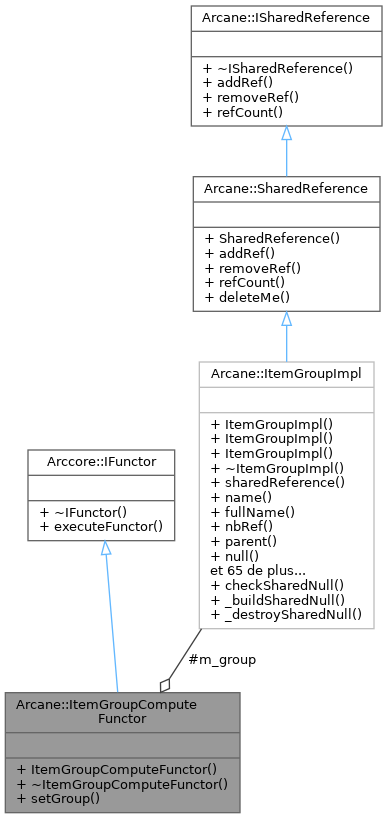 Arcane::ISharedReference
+ ~ISharedReference()
+ addRef()
+ removeRef()
+ refCount()
Arcane::SharedReference
+ SharedReference()
+ addRef()
+ removeRef()
+ refCount()
+ deleteMe()
Arcane::ItemGroupImpl
+ ItemGroupImpl()
+ ItemGroupImpl()
+ ItemGroupImpl()
+ ~ItemGroupImpl()
+ sharedReference()
+ name()
+ fullName()
+ nbRef()
+ parent()
+ null()
et 65 de plus...
+ checkSharedNull()
+ _buildSharedNull()
+ _destroySharedNull()
Arccore::IFunctor
+ ~IFunctor()
+ executeFunctor()
#m_group
Arcane::ItemGroupCompute
Functor
+ ItemGroupComputeFunctor()
+ ~ItemGroupComputeFunctor()
+ setGroup()